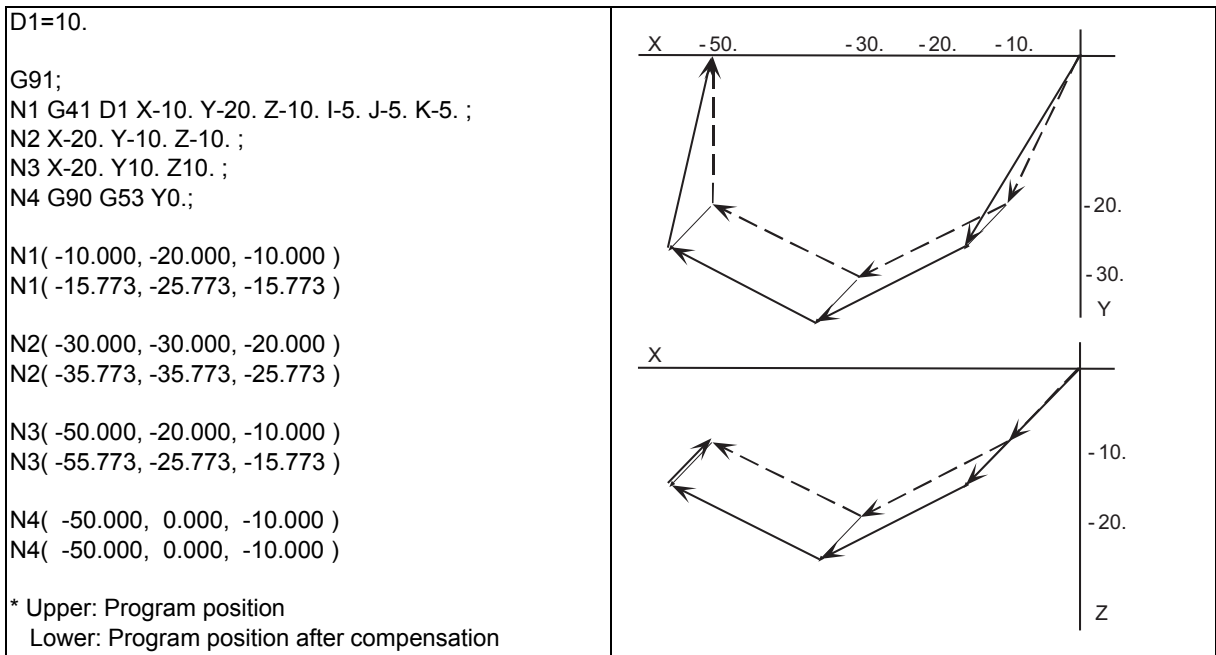 D1=10.
G91;
N1 G41 D1 X-10. Y-20. Z-10. I-5. J-5. K-5. ;
N2 X-20. Y-10. Z-10. ;
N3 X-20. Y10. Z10. ;
N4 G90 G53 Y0.;
N1( -10.000, -20.000, -10.000 )
N1( -15.773, -25.773, -15.773 )
N2( -30.000, -30.000, -20.000 )
N2( -35.773, -35.773, -25.773 )
N3( -50.000, -20.000, -10.000 )
N3( -55.773, -25.773, -15.773 )
N4( -50.000, 0.000, -10.000 )
N4( -50.000, 0.000, -10.000 )
* Upper: Program position
Lower: Program position after compensation
X -50. -30. -20. -10.
-20.
-30.
Y
X
-10.
-20.
Z